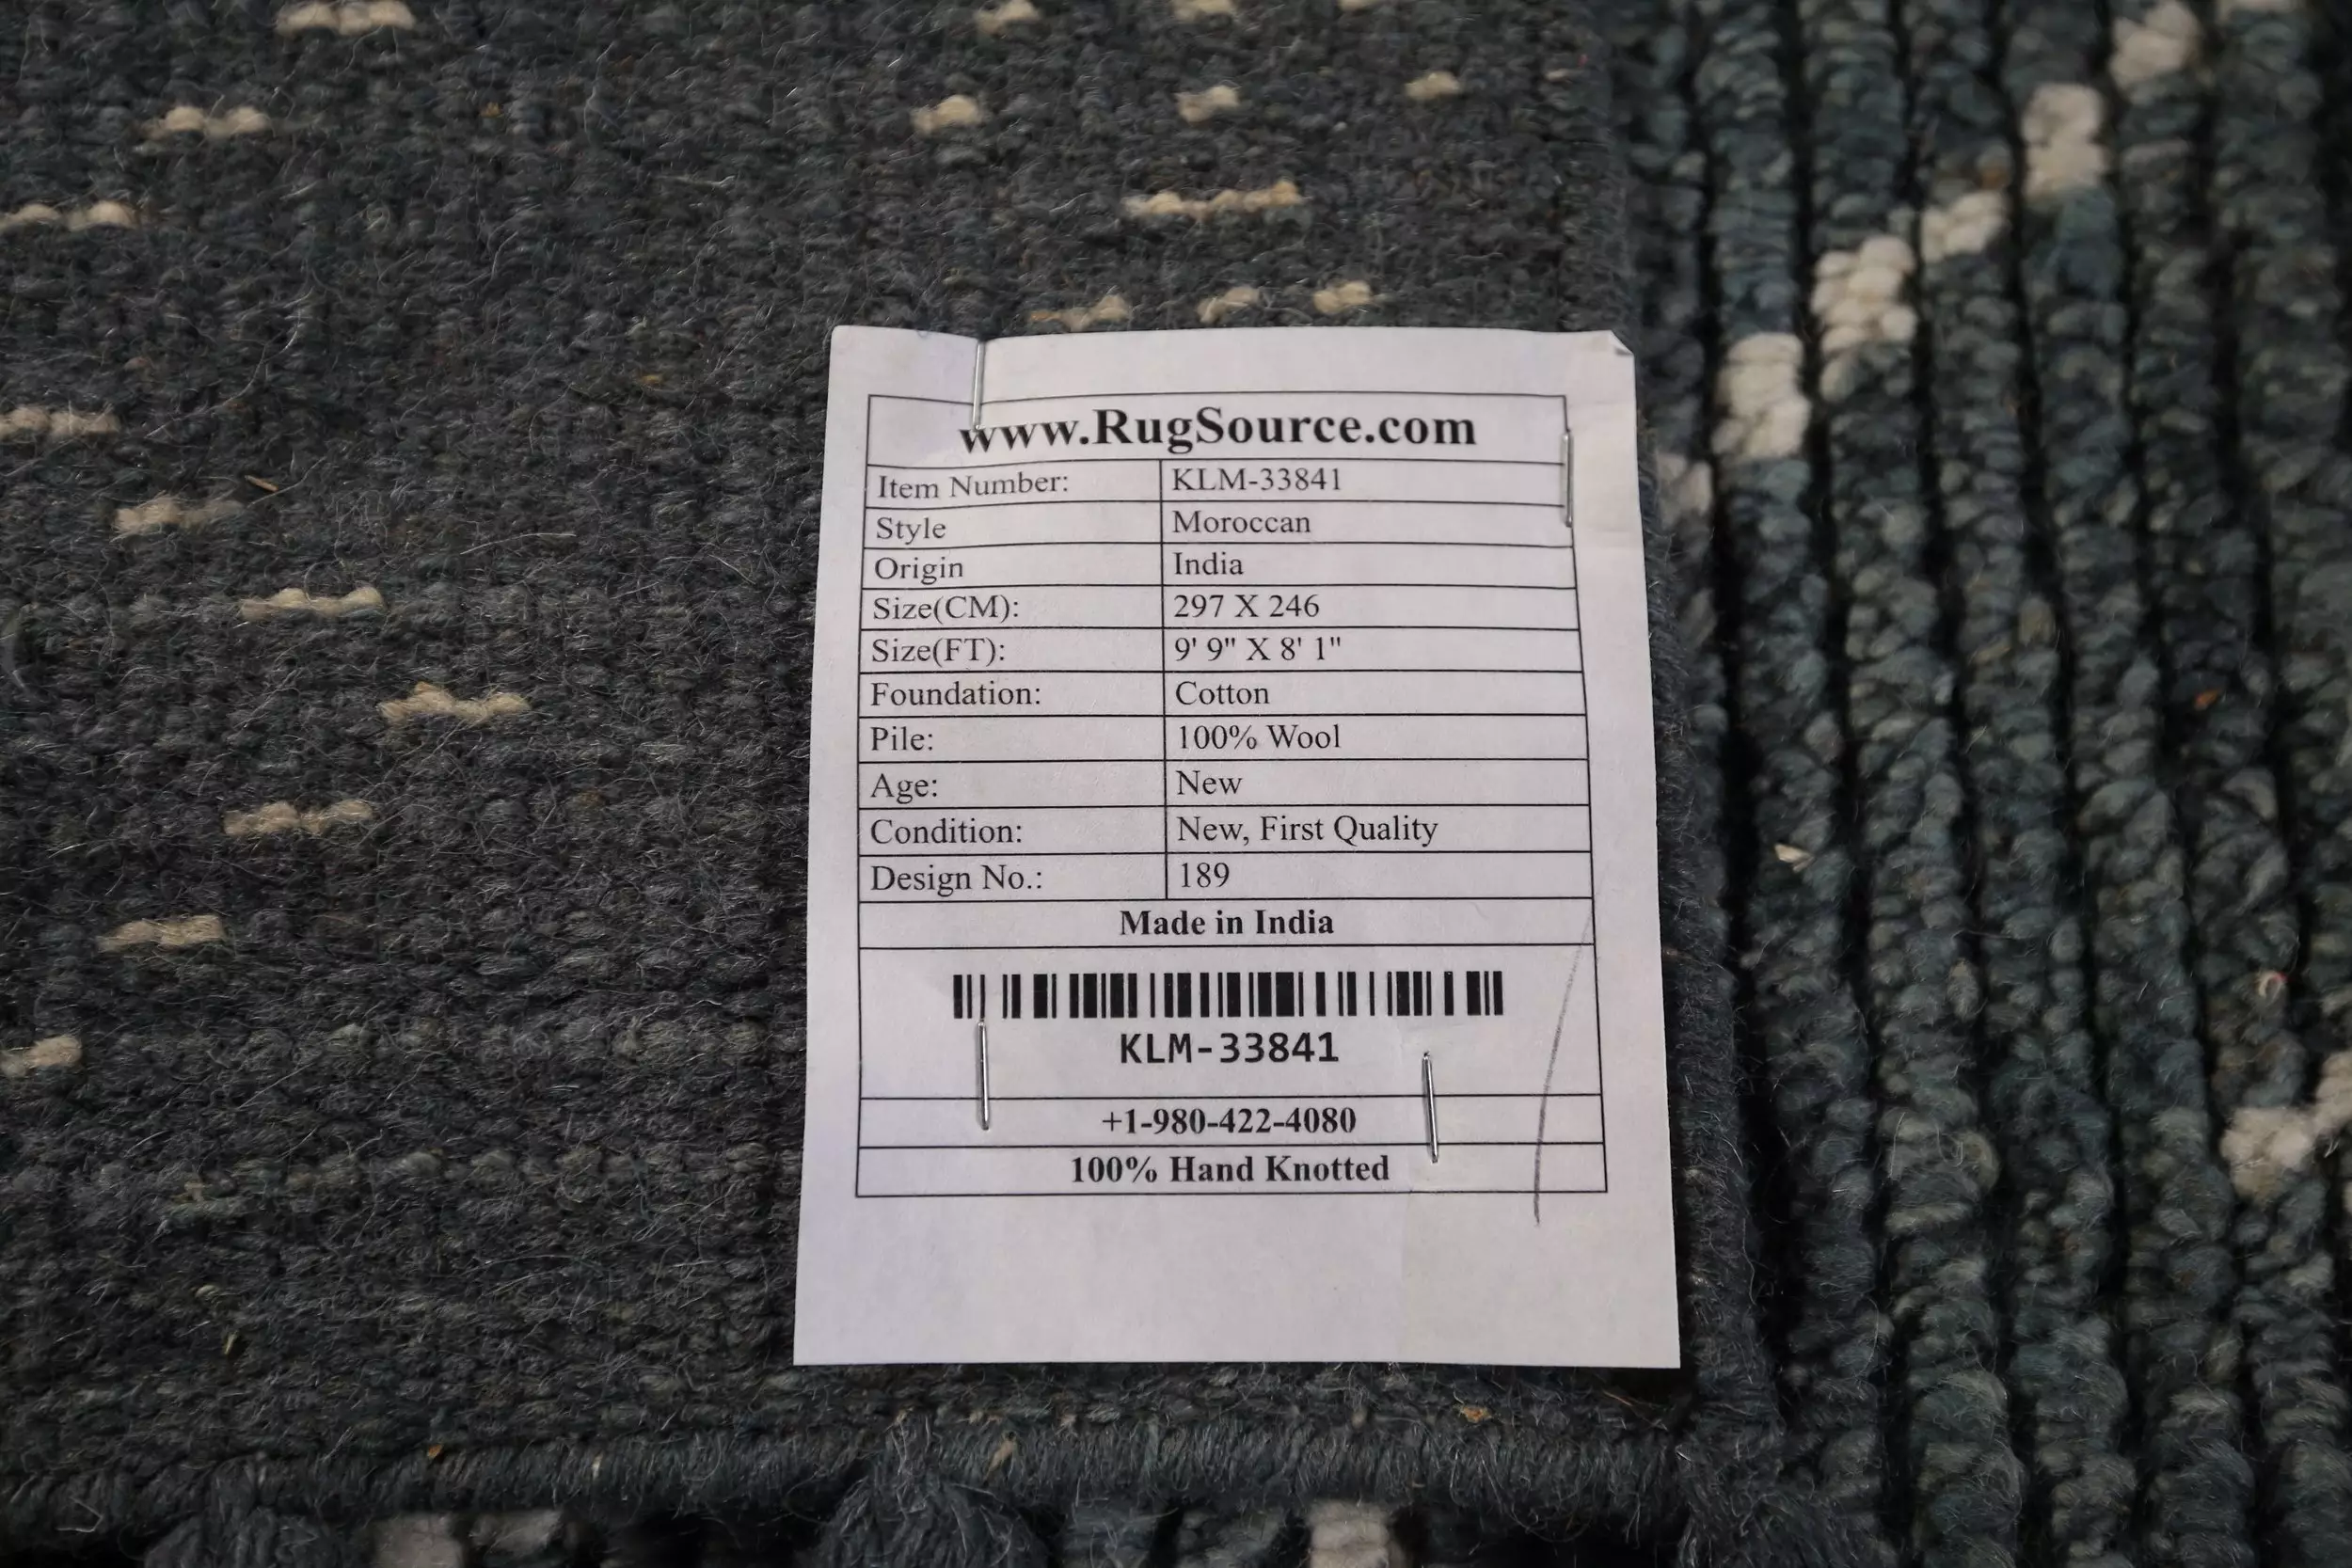 www.RugSource.com
Item Number: KLM-33841
Style Moroccan
Origin India
Size(CM): 297 X 246
Size(FT): 9' 9" X 8' 1"
Foundation: Cotton
Pile: 100% Wool
Age: New
Condition: New, First Quality
Design No.: 189
Made in India
KLM-33841
+1-980-422-4080
100% Hand Knotted